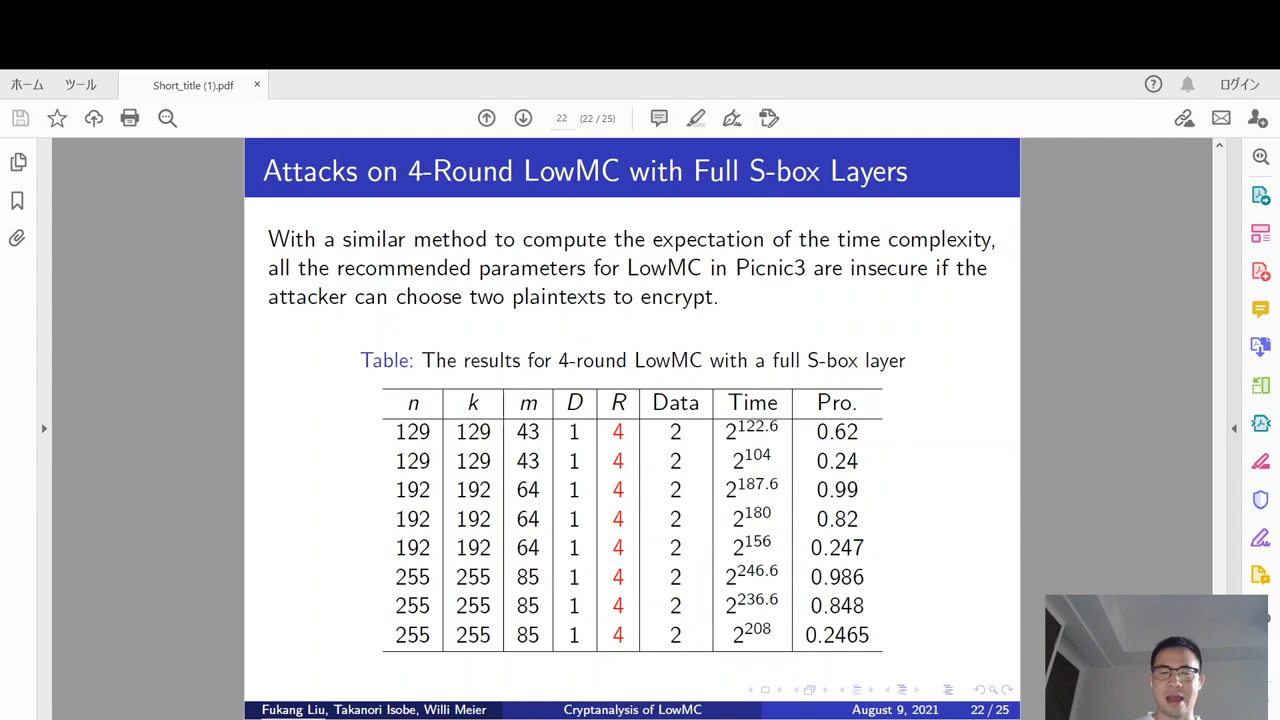 ホーム ツール Short_title (1).pdf × ? ログイン
22 (22 / 25)
Attacks on 4-Round LowMC with Full S-box Layers
With a similar method to compute the expectation of the time complexity,
all the recommended parameters for LowMC in Picnic3 are insecure if the
attacker can choose two plaintexts to encrypt.
Table: The results for 4-round LowMC with a full S-box layer
n k m D R Data Time Pro.
129 129 43 1 4 2 2^122.6 0.62
129 129 43 1 4 2 2^104 0.24
192 192 64 1 4 2 2^187.6 0.99
192 192 64 1 4 2 2^180 0.82
192 192 64 1 4 2 2^156 0.247
255 255 85 1 4 2 2^246.6 0.986
255 255 85 1 4 2 2^236.6 0.848
255 255 85 1 4 2 2^208 0.2465
Fukang Liu, Takanori Isobe, Willi Meier Cryptanalysis of LowMC August 9, 2021 22 / 25